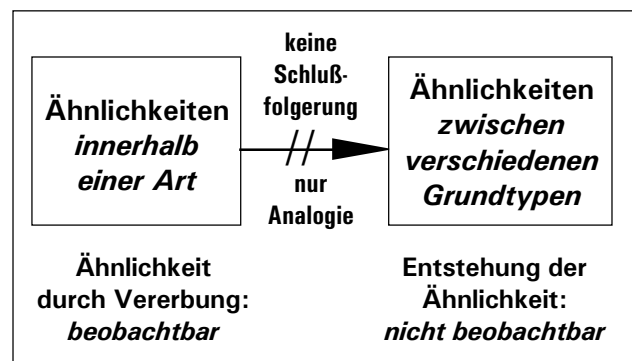 Ähnlichkeiten
innerhalb
einer Art
keine
Schluß-
folgerung
nur
Analogie
Ähnlichkeiten
zwischen
verschiedenen
Grundtypen
Ähnlichkeit
durch Vererbung:
beobachtbar
Entstehung der
Ähnlichkeit:
nicht beobachtbar